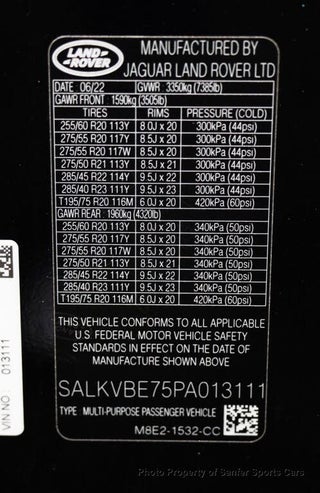 LAND ROVER
MANUFACTURED BY
JAGUAR LAND ROVER LTD
DATE 06/22 GVWR 3350kg (7385lb)
GAWR FRONT 1590kg (3505lb)
TIRES RIMS PRESSURE (COLD)
255/60 R20 113Y 8.0J x 20 300kPa (44psi)
275/55 R20 117Y 8.5J x 20 300kPa (44psi)
275/55 R20 117W 8.5J x 20 300kPa (44psi)
275/50 R21 113Y 8.5J x 21 300kPa (44psi)
285/45 R22 114Y 9.5J x 22 300kPa (44psi)
285/40 R23 111Y 9.5J x 23 300kPa (44psi)
T195/75 R20 116M 6.0J x 20 420kPa (60psi)
GAWR REAR 1960kg (4320lb)
255/60 R20 113Y 8.0J x 20 340kPa (50psi)
275/55 R20 117Y 8.5J x 20 340kPa (50psi)
275/55 R20 117W 8.5J x 20 340kPa (50psi)
275/50 R21 113Y 8.5J x 21 340kPa (50psi)
285/45 R22 114Y 9.5J x 22 340kPa (50psi)
285/40 R23 111Y 9.5J x 23 340kPa (50psi)
T195/75 R20 116M 6.0J x 20 420kPa (60psi)
THIS VEHICLE CONFORMS TO ALL APPLICABLE
U.S. FEDERAL MOTOR VEHICLE SAFETY
STANDARDS IN EFFECT ON THE DATE OF
MANUFACTURE SHOWN ABOVE
SALKVBE75PA013111
TYPE MULTI-PURPOSE PASSENGER VEHICLE
M8E2-1532-CC
VIN NO. 013111
Photo Property of Sanfer Sports Cars